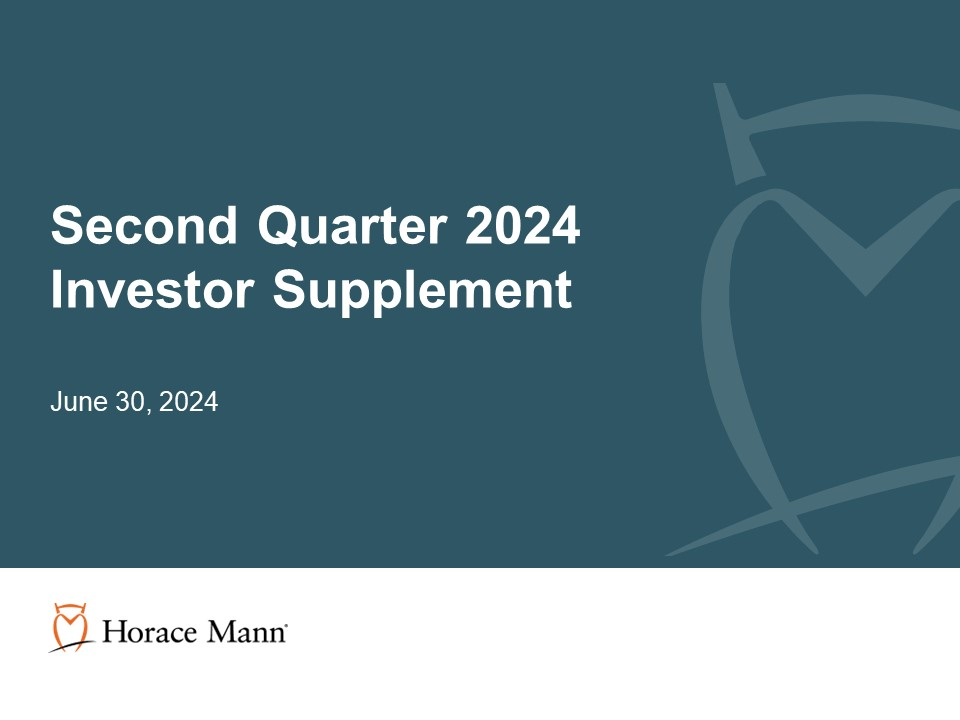 Second Quarter 2024
Investor Supplement
June 30, 2024
Horace Mann®